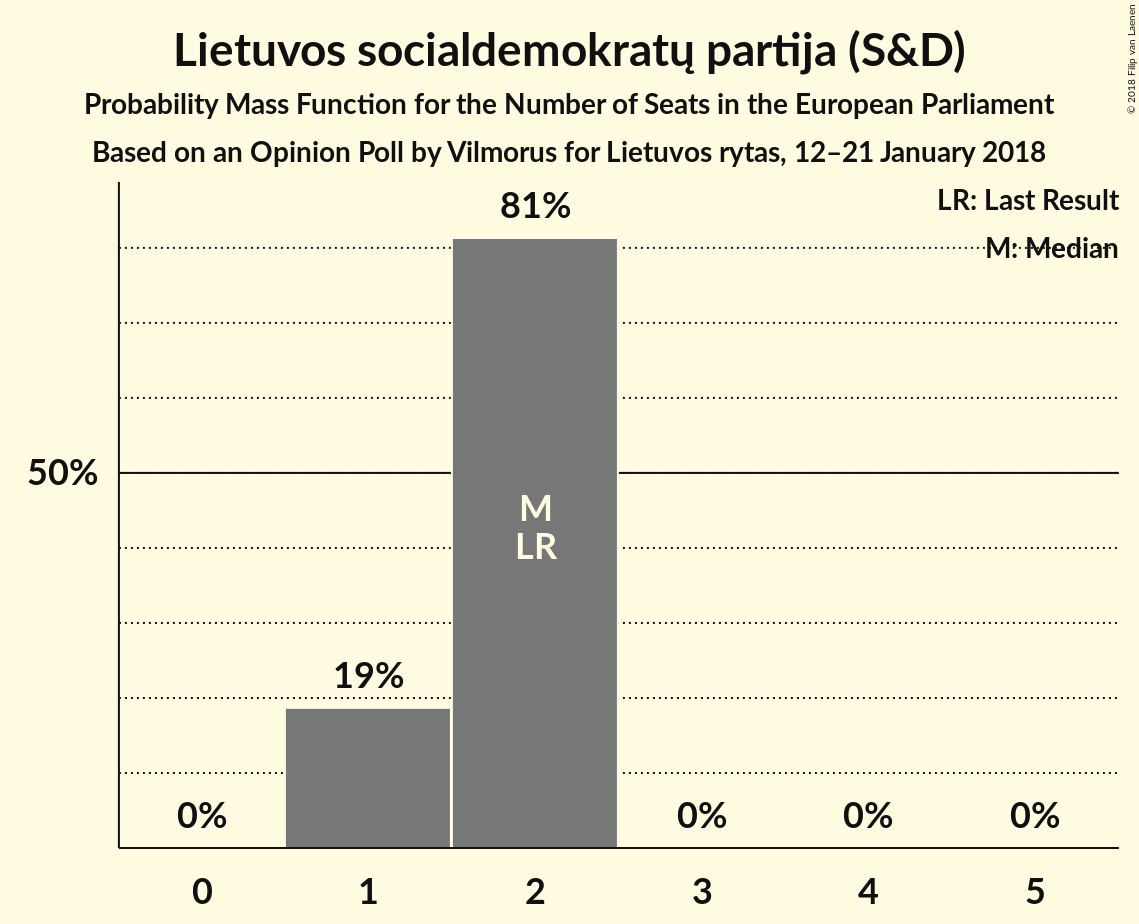 Lietuvos socialdemokratų partija (S&D)
Probability Mass Function for the Number of Seats in the European Parliament
Based on an Opinion Poll by Vilmorus for Lietuvos rytas, 12–21 January 2018
© 2018 Filip van Laenen
LR: Last Result
M: Median
81%
50%
M
LR
19%
0%
0%
0%
0%
0
1
2
3
4
5